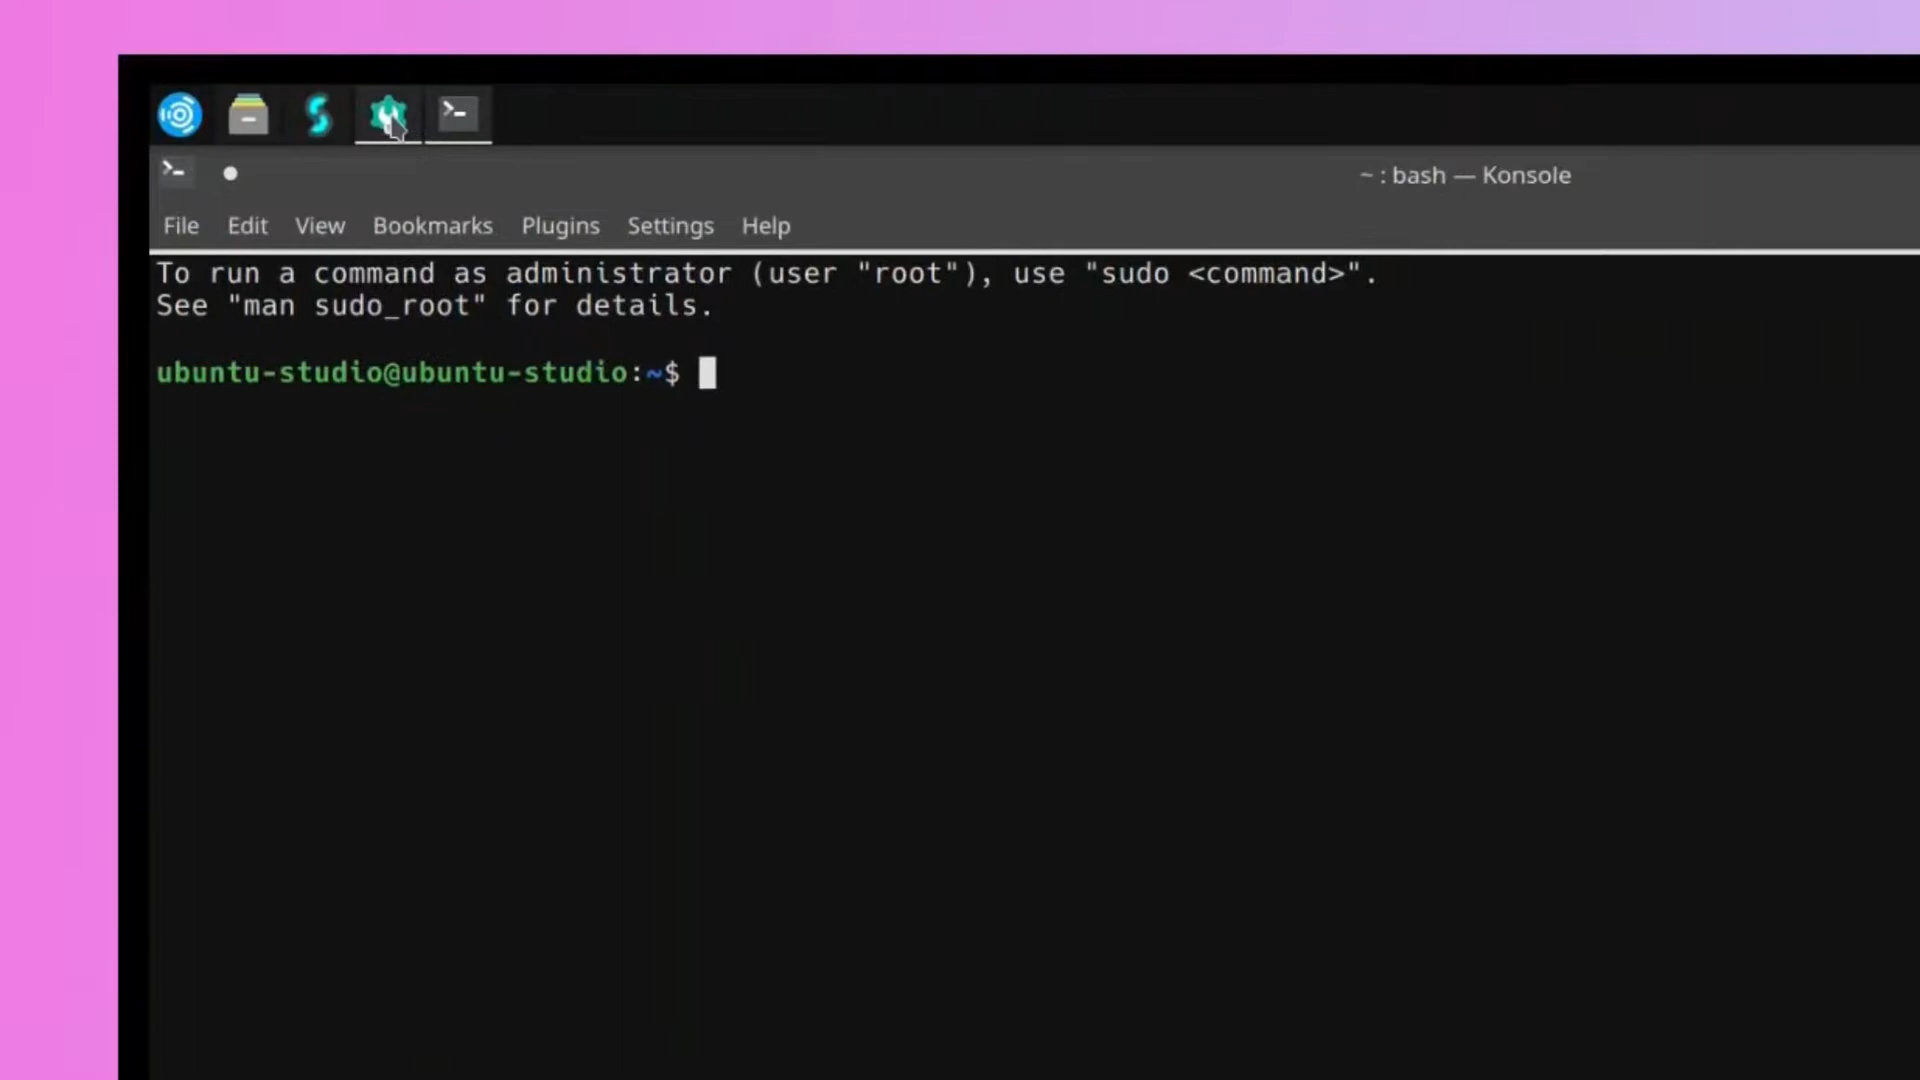 ~ : bash — Konsole
File Edit View Bookmarks Plugins Settings Help
To run a command as administrator (user "root"), use "sudo <command>".
See "man sudo_root" for details.
ubuntu-studio@ubuntu-studio:~$